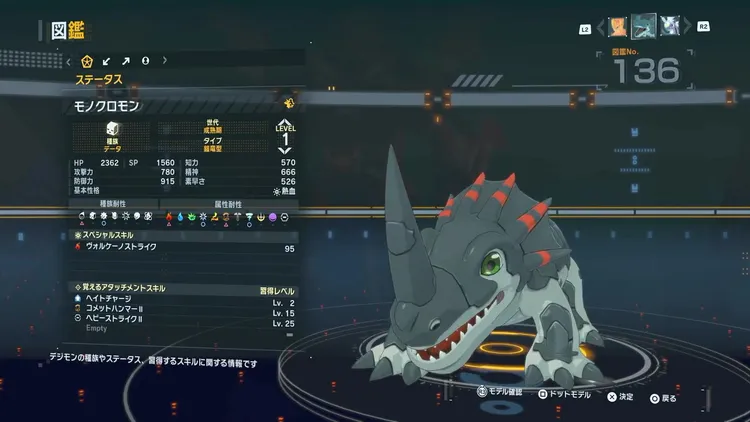 図鑑
L2
R2
図鑑No.
136
ステータス
モノクロモン
種族
データ
世代
成熟期
タイプ
鎧竜型
LEVEL
1
HP 2362 SP 1560 知力 570
攻撃力 780 精神 666
防御力 915 素早さ 526
基本性格 熱血
種族耐性 属性耐性
スペシャルスキル
ヴォルケーノストライク 95
覚えるアタッチメントスキル 習得レベル
ヘイトチャージ Lv. 2
コメットハンマーII Lv. 15
ヘビーストライクII Lv. 25
Empty
デジモンの種族やステータス、習得するスキルに関する情報です
R3 モデル確認 ドットモデル 決定 戻る